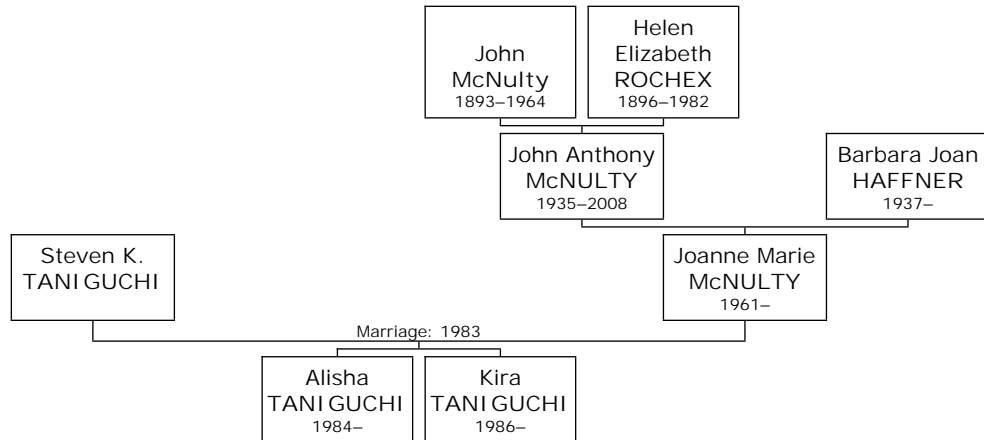 John
McNulty
1893–1964
Helen
Elizabeth
ROCHEX
1896–1982
John Anthony
McNULTY
1935–2008
Barbara Joan
HAFFNER
1937–
Steven K.
TANIGUCHI
Joanne Marie
McNULTY
1961–
Marriage: 1983
Alisha
TANIGUCHI
1984–
Kira
TANIGUCHI
1986–